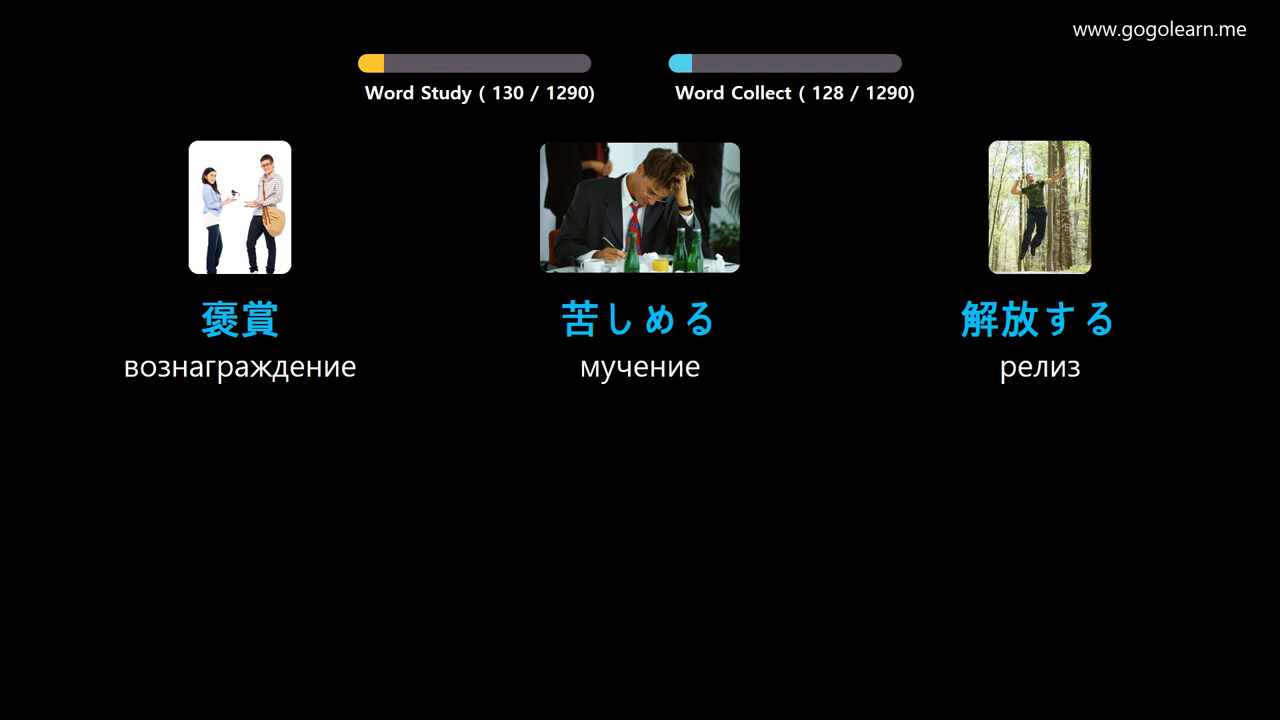 www.gogolearn.me
Word Study ( 130 / 1290)
Word Collect ( 128 / 1290)
褒賞
苦しめる
解放する
вознаграждение
мучение
релиз